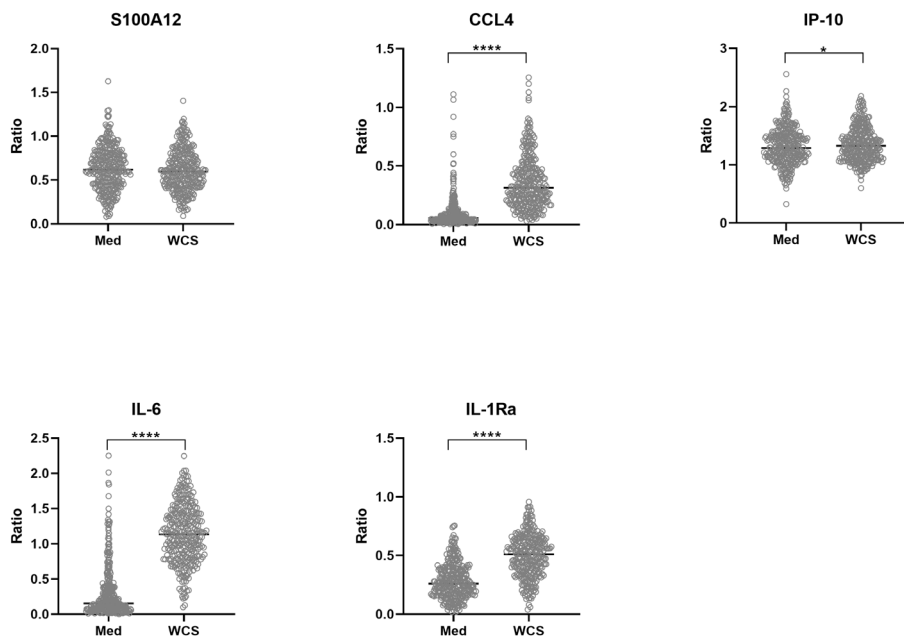 S100A12
2.0
1.5
1.0
0.5
0.0
Ratio
Med WCS
CCL4
****
1.5
1.0
0.5
0.0
Ratio
Med WCS
IP-10
*
3
2
1
0
Ratio
Med WCS
IL-6
****
2.5
2.0
1.5
1.0
0.5
0.0
Ratio
Med WCS
IL-1Ra
****
1.5
1.0
0.5
0.0
Ratio
Med WCS